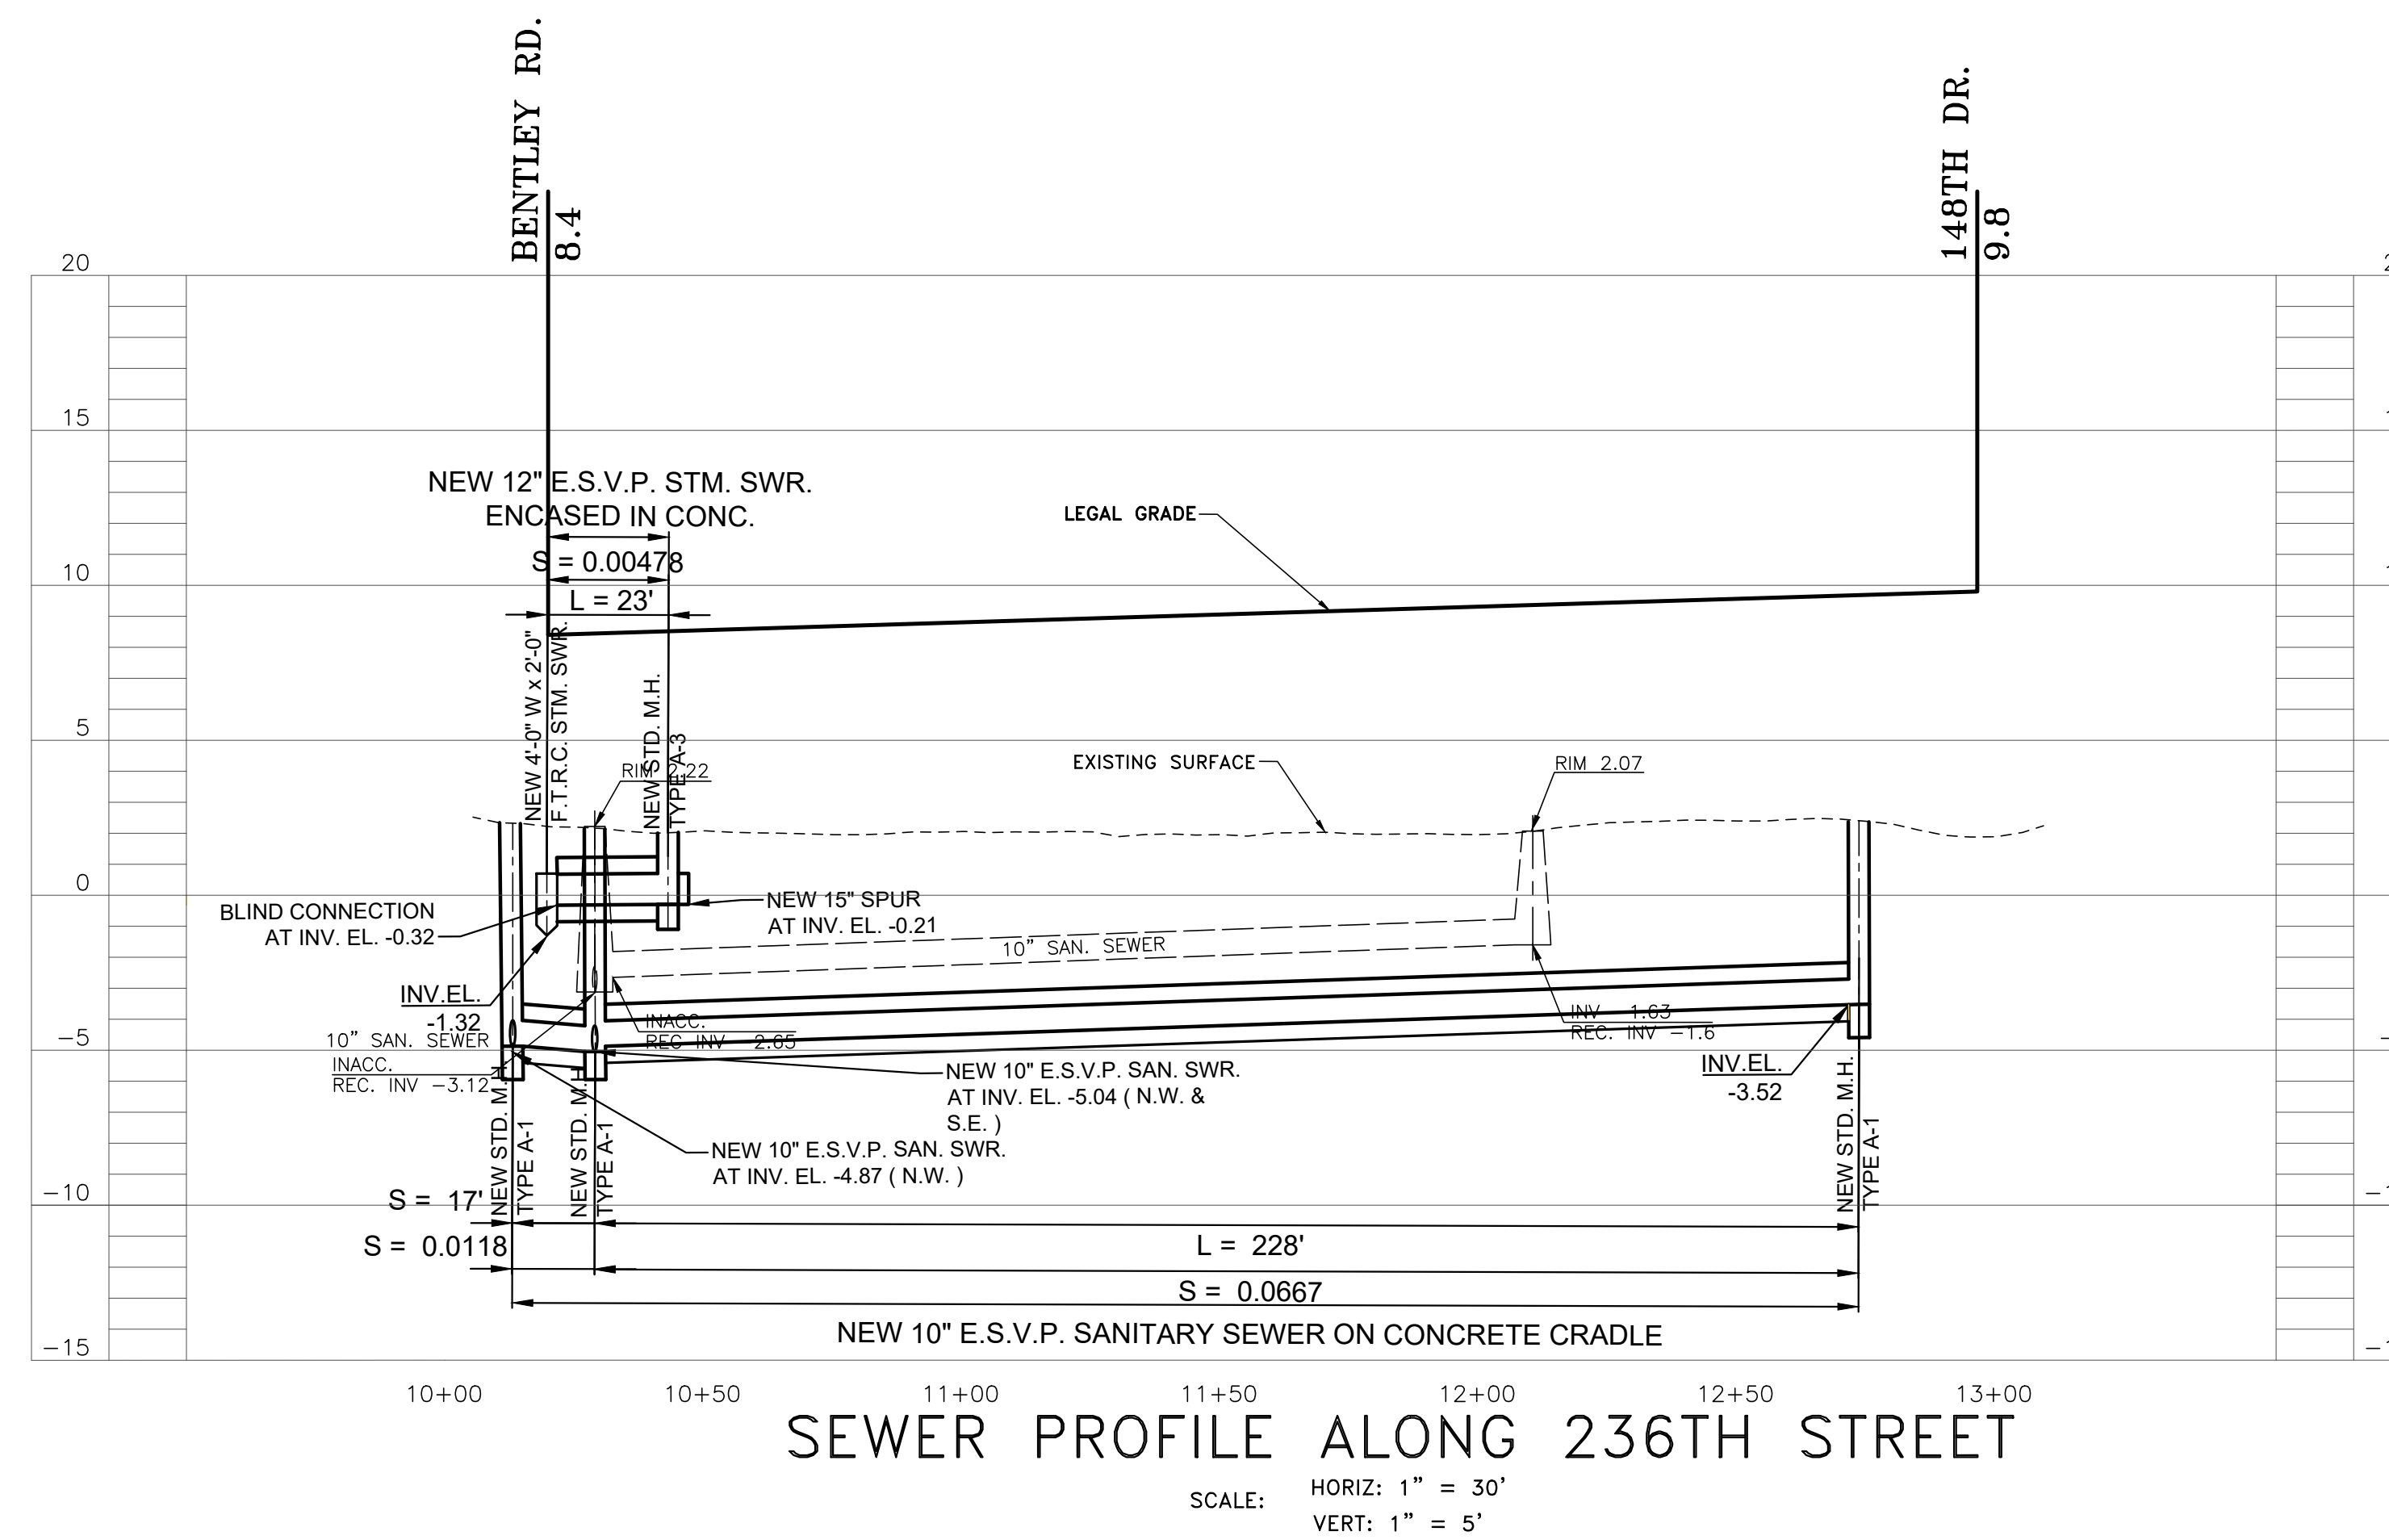 BENTLEY RD.
8.4
148TH DR.
9.8
20
15
10
5
0
-5
-10
-15
NEW 12" E.S.V.P. STM. SWR.
ENCASED IN CONC.
S = 0.00478
L = 23'
LEGAL GRADE
NEW 4'-0" W x 2'-0"
F.T.R.C. STM. SWR.
NEW STD. M.H.
TYPE A-3
RIM 2.22
EXISTING SURFACE
RIM 2.07
BLIND CONNECTION
AT INV. EL. -0.32
NEW 15" SPUR
AT INV. EL. -0.21
10" SAN. SEWER
INV.EL.
-1.32
10" SAN. SEWER
INACC.
REC. INV -3.12
INACC.
REC INV 2.65
INV 1.63
REC. INV -1.6
INV.EL.
-3.52
NEW 10" E.S.V.P. SAN. SWR.
AT INV. EL. -5.04 ( N.W. &
S.E. )
NEW 10" E.S.V.P. SAN. SWR.
AT INV. EL. -4.87 ( N.W. )
NEW STD. M.H
TYPE A-1
NEW STD. M.H
TYPE A-1
NEW STD. M.H.
TYPE A-1
S = 17'
S = 0.0118
L = 228'
S = 0.0667
NEW 10" E.S.V.P. SANITARY SEWER ON CONCRETE CRADLE
10+00 10+50 11+00 11+50 12+00 12+50 13+00
SEWER PROFILE ALONG 236TH STREET
SCALE: HORIZ: 1" = 30'
VERT: 1" = 5'